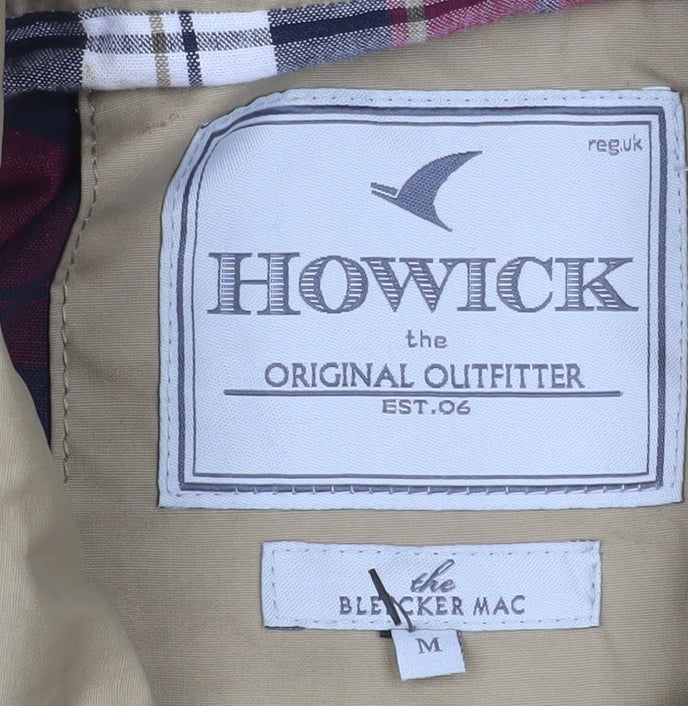 reg.uk
HOWICK
the
ORIGINAL OUTFITTER
EST.06
the
BLEECKER MAC
M